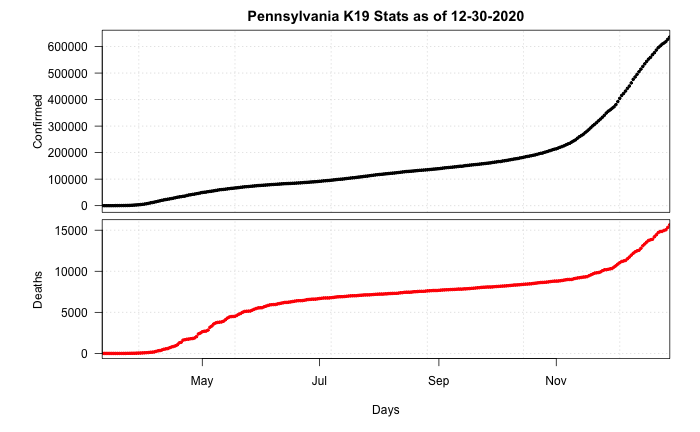 Pennsylvania K19 Stats as of 12-30-2020
Confirmed
600000
500000
400000
300000
200000
100000
0
Deaths
15000
10000
5000
0
May Jul Sep Nov
Days